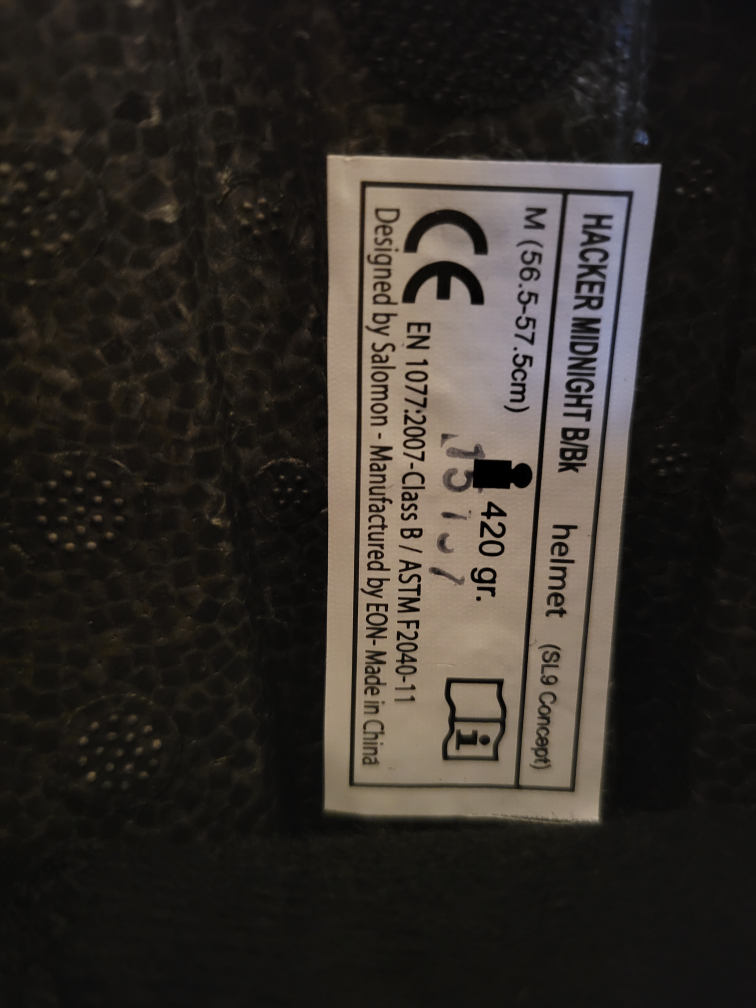 HACKER MIDNIGHT B/Bk helmet (SL9 Concept)
M (56.5-57.5cm) 420 gr.
CE EN 1077:2007-Class B / ASTM F2040-11
Designed by Salomon - Manufactured by EON- Made in China